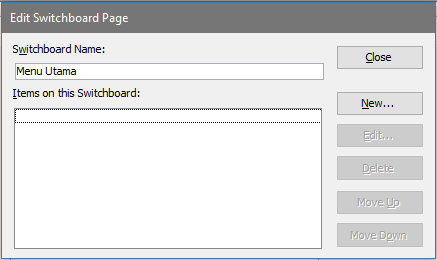 Edit Switchboard Page
Switchboard Name:
Close
Menu Utama
Items on this Switchboard:
New...
Edit...
Delete
Move Up
Move Down